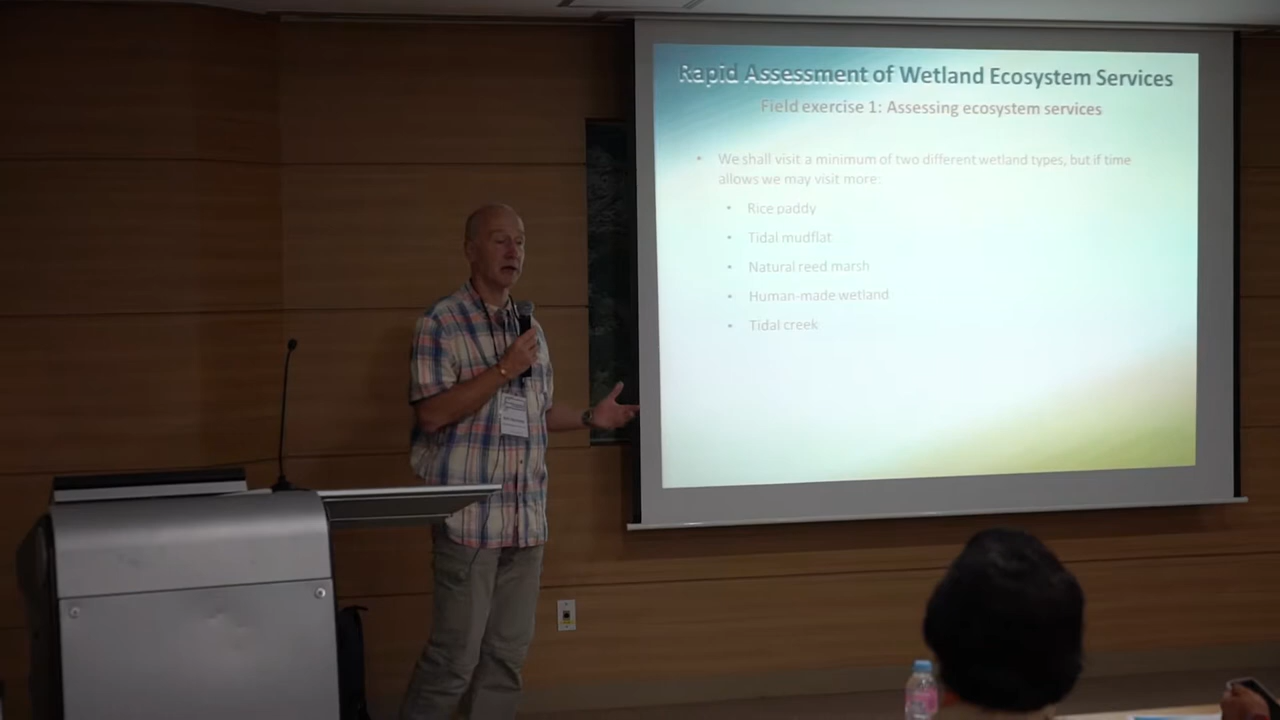 Rapid Assessment of Wetland Ecosystem Services
Field exercise 1: Assessing ecosystem services
• We shall visit a minimum of two different wetland types, but if time
allows we may visit more:
• Rice paddy
• Tidal mudflat
• Natural reed marsh
• Human-made wetland
• Tidal creek